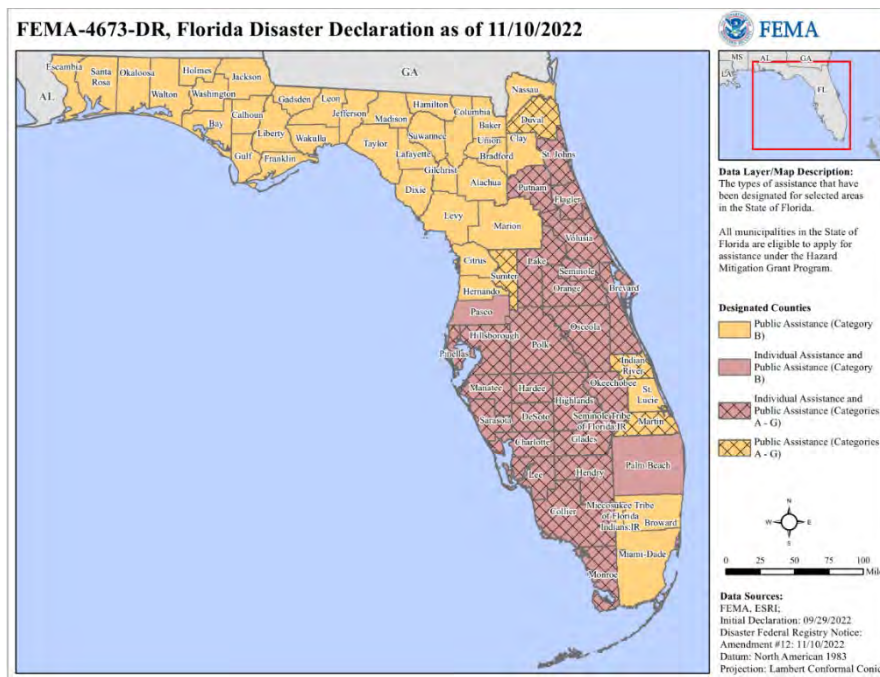 FEMA-4673-DR, Florida Disaster Declaration as of 11/10/2022
FEMA
MS
AL
GA
LA
FL
GA
AL
Escambia
Santa
Rosa
Okaloosa
Walton
Holmes
Washington
Jackson
Bay
Calhoun
Gulf
Liberty
Franklin
Gadsden
Leon
Wakulla
Jefferson
Madison
Taylor
Hamilton
Suwannee
Lafayette
Columbia
Baker
Union
Bradford
Gilchrist
Dixie
Alachua
Levy
Marion
Nassau
Duval
Clay
St. Johns
Putnam
Flagler
Volusia
Citrus
Sumter
Lake
Seminole
Hernando
Orange
Brevard
Pasco
Osceola
Hillsborough
Polk
Pinellas
Indian
River
Manatee
Hardee
Okeechobee
Highlands
St.
Lucie
Sarasota
DeSoto
Seminole Tribe
of Florida IR
Martin
Charlotte
Glades
Lee
Hendry
Palm Beach
Collier
Miccosukee Tribe
of Florida
Indians IR
Broward
Miami-Dade
Monroe
Data Layer/Map Description:
The types of assistance that have
been designated for selected areas
in the State of Florida.
All municipalities in the State of
Florida are eligible to apply for
assistance under the Hazard
Mitigation Grant Program.
Designated Counties
Public Assistance (Category
B)
Individual Assistance and
Public Assistance (Category
B)
Individual Assistance and
Public Assistance (Categories
A - G)
Public Assistance (Categories
A - G)
N
W
E
S
0 25 50 75 100
Mil
Data Sources:
FEMA, ESRI;
Initial Declaration: 09/29/2022
Disaster Federal Registry Notice:
Amendment #12: 11/10/2022
Datum: North American 1983
Projection: Lambert Conformal Conic